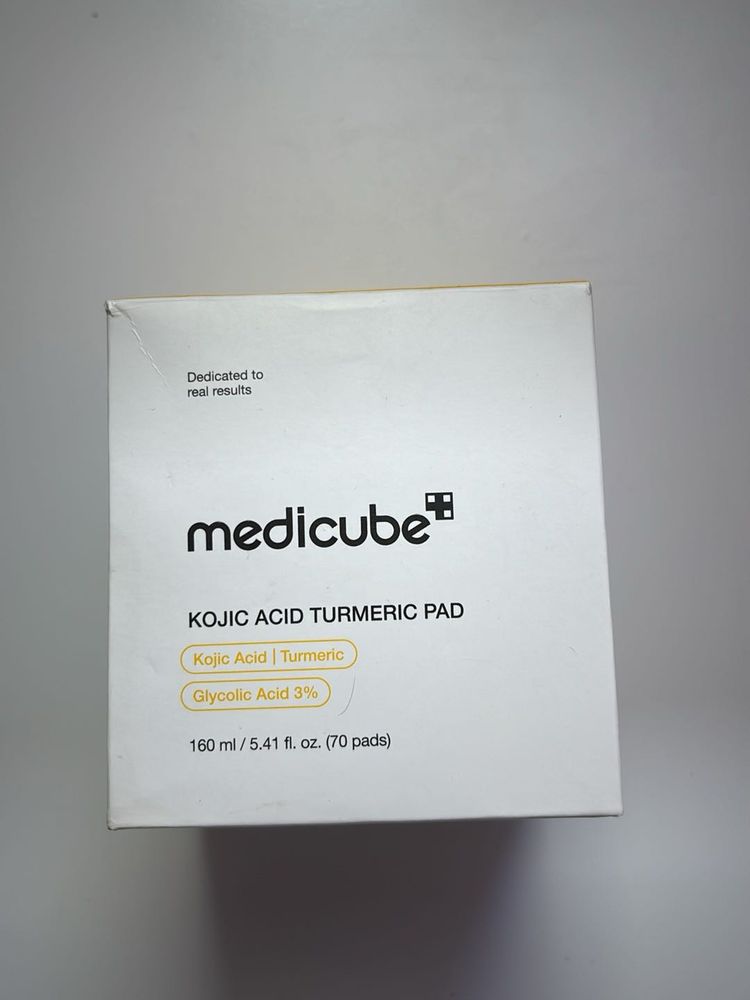 Dedicated to
real results
medicube
KOJIC ACID TURMERIC PAD
Kojic Acid | Turmeric
Glycolic Acid 3%
160 ml / 5.41 fl. oz. (70 pads)